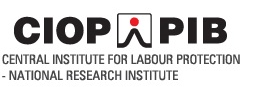 CIOP PIB
CENTRAL INSTITUTE FOR LABOUR PROTECTION
- NATIONAL RESEARCH INSTITUTE